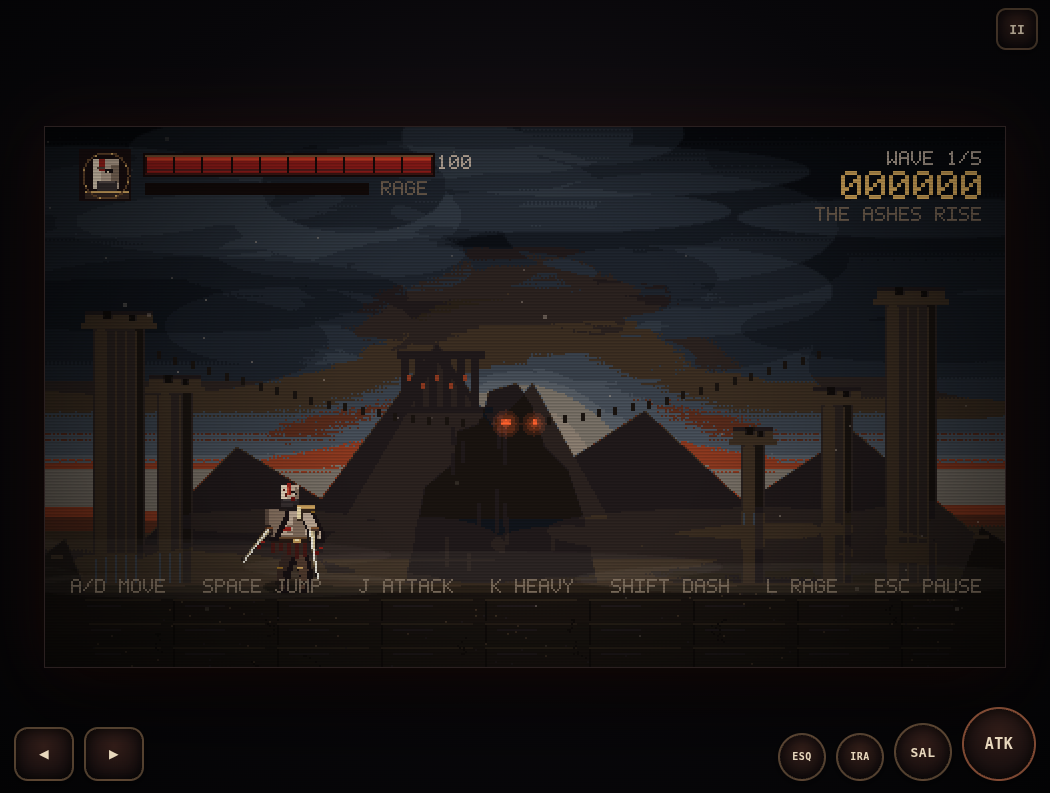 II
100
RAGE
WAVE 1/5
000000
THE ASHES RISE
A/D MOVE SPACE JUMP J ATTACK K HEAVY SHIFT DASH L RAGE ESC PAUSE
◄ ► ESQ IRA SAL ATK